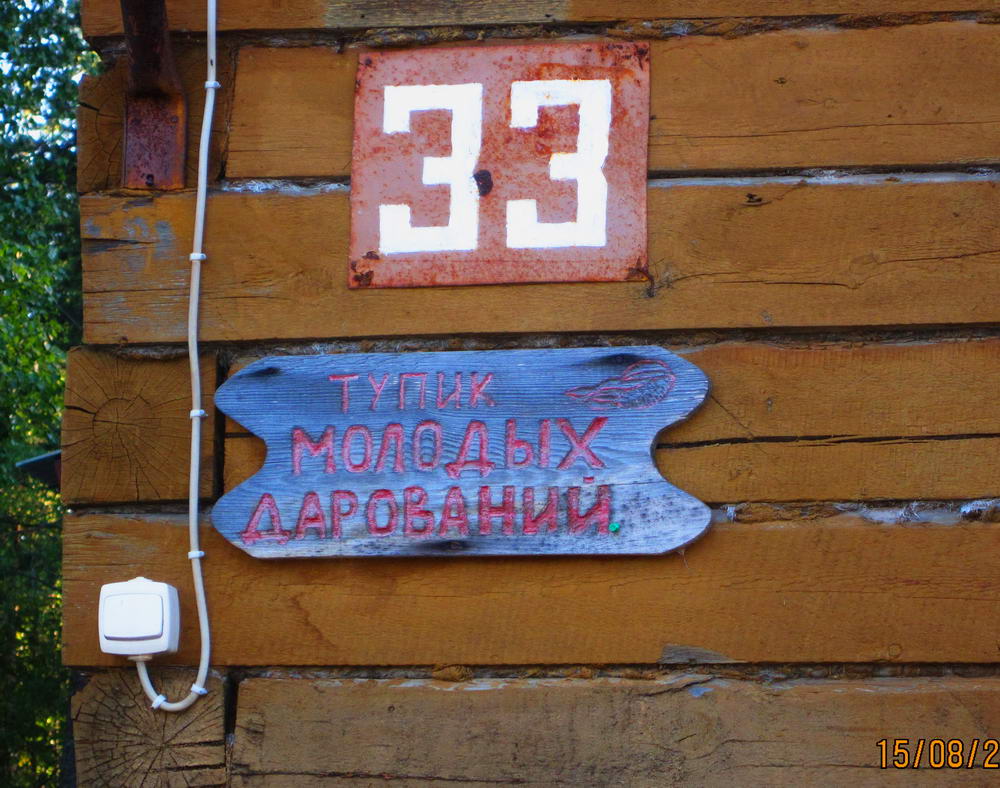 33
ТУПИК
МОЛОДЫХ
ДАРОВАНИЙ.
15/08/2